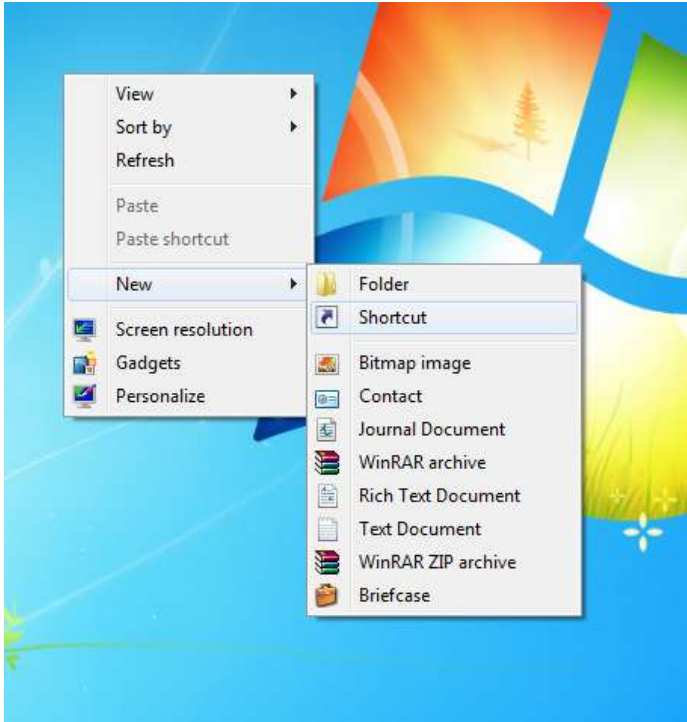 View
Sort by
Refresh
Paste
Paste shortcut
New
Screen resolution
Gadgets
Personalize
Folder
Shortcut
Bitmap image
Contact
Journal Document
WinRAR archive
Rich Text Document
Text Document
WinRAR ZIP archive
Briefcase